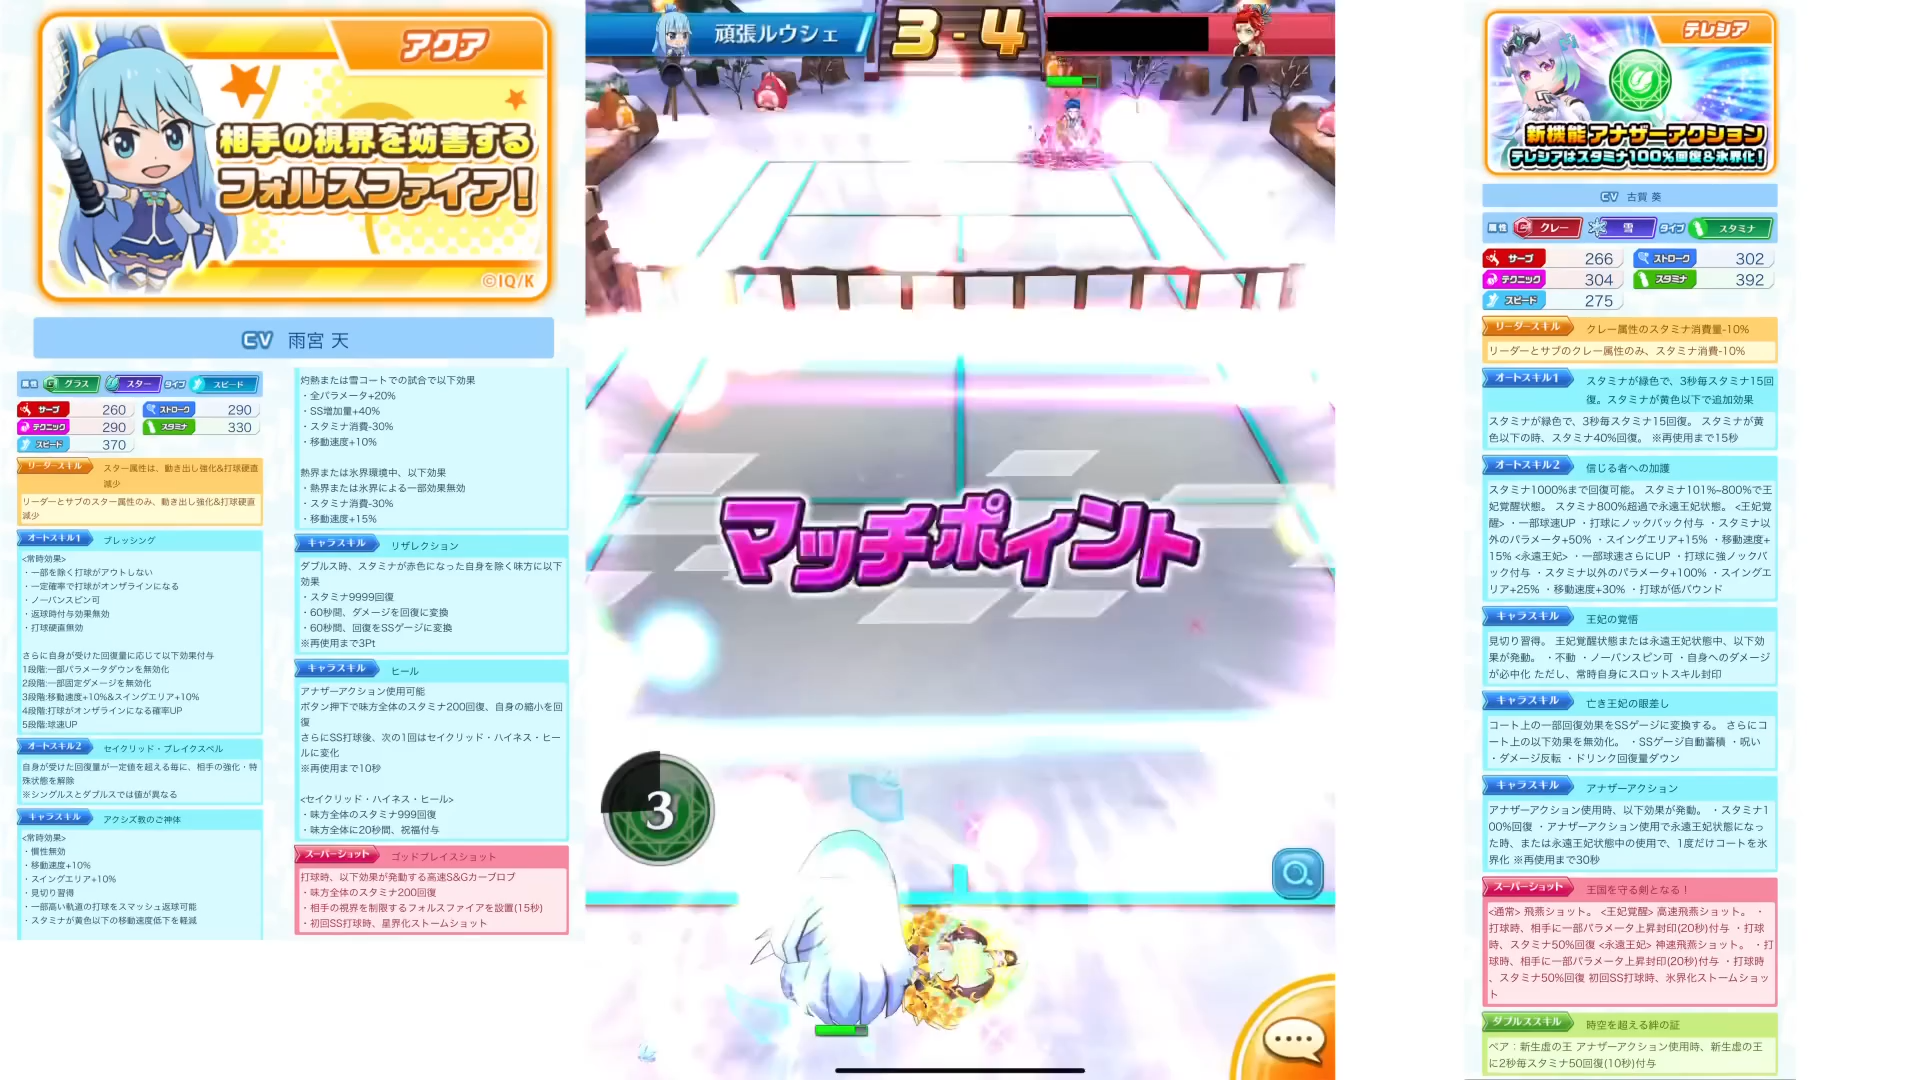 アクア
相手の視界を妨害する
フォルスファイア!
©IQ/K
CV 雨宮 天
属性 グラス スター タイプ スピード
サーブ 260 ストローク 290
テクニック 290 スタミナ 330
スピード 370
リーダースキル スター属性は、動き出し強化&打球硬直
減少
リーダーとサブのスター属性のみ、動き出し強化&打球硬直
減少
オートスキル1 ブレッシング
<常時効果>
・一部を除く打球がアウトしない
・一定確率で打球がオンザラインになる
・ノーバンスピン可
・返球時付与効果無効
・打球硬直無効
さらに自身が受けた回復量に応じて以下効果付与
1段階:一部パラメータダウンを無効化
2段階:一部固定ダメージを無効化
3段階:移動速度+10%&スイングエリア+10%
4段階:打球がオンザラインになる確率UP
5段階:球速UP
オートスキル2 セイクリッド・ブレイクスペル
自身が受けた回復量が一定値を超える毎に、相手の強化・特
殊状態を解除
※シングルスとダブルスでは値が異なる
キャラスキル アクシズ教のご神体
<常時効果>
・慣性無効
・移動速度+10%
・スイングエリア+10%
・見切り習得
・一部高い軌道の打球をスマッシュ返球可能
・スタミナが黄色以下の移動速度低下を軽減
灼熱または雪コートでの試合で以下効果
・全パラメータ+20%
・SS増加量+40%
・スタミナ消費-30%
・移動速度+10%
熱界または氷界環境中、以下効果
・熱界または氷界による一部効果無効
・スタミナ消費-30%
・移動速度+15%
キャラスキル リザレクション
ダブルス時、スタミナが赤色になった自身を除く味方に以下
効果
・スタミナ9999回復
・60秒間、ダメージを回復に変換
・60秒間、回復をSSゲージに変換
※再使用まで3Pt
キャラスキル ヒール
アナザーアクション使用可能
ボタン押下で味方全体のスタミナ200回復、自身の縮小を回
復
さらにSS打球後、次の1回はセイクリッド・ハイネス・ヒー
ルに変化
※再使用まで10秒
<セイクリッド・ハイネス・ヒール>
・味方全体のスタミナ999回復
・味方全体に20秒間、祝福付与
スーパーショット ゴッドブレイスショット
打球時、以下効果が発動する高速S&Gカーブロブ
・味方全体のスタミナ200回復
・相手の視界を制限するフォルスファイアを設置(15秒)
・初回SS打球時、星界化ストームショット
頑張ルウシェ
3 - 4
マッチポイント
3
テレシア
新機能アナザーアクション
テレシアはスタミナ100%回復&氷界化!
CV 古賀 葵
属性 クレー 雪 タイプ スタミナ
サーブ 266 ストローク 302
テクニック 304 スタミナ 392
スピード 275
リーダースキル クレー属性のスタミナ消費量-10%
リーダーとサブのクレー属性のみ、スタミナ消費-10%
オートスキル1 スタミナが緑色で、3秒毎スタミナ15回
復。スタミナが黄色以下で追加効果
スタミナが緑色で、3秒毎スタミナ15回復。 スタミナが黄
色以下の時、スタミナ40%回復。 ※再使用まで15秒
オートスキル2 信じる者への加護
スタミナ1000%まで回復可能。 スタミナ101%~800%で王
妃覚醒状態。 スタミナ800%超過で永遠王妃状態。 <王妃覚
醒> ・一部球速UP ・打球にノックバック付与 ・スタミナ以
外のパラメータ+50% ・スイングエリア+15% ・移動速度+
15% <永遠王妃> ・一部球速さらにUP ・打球に強ノックバ
ック付与 ・スタミナ以外のパラメータ+100% ・スイングエ
リア+25% ・移動速度+30% ・打球が低バウンド
キャラスキル 王妃の覚悟
見切り習得。 王妃覚醒状態または永遠王妃状態中、以下効
果が発動。 ・不動 ・ノーバンスピン可 ・自身へのダメージ
が必中化 ただし、常時自身にスロットスキル封印
キャラスキル 亡き王妃の眼差し
コート上の一部回復効果をSSゲージに変換する。 さらにコ
ート上の以下効果を無効化。 ・SSゲージ自動蓄積 ・呪い
・ダメージ反転 ・ドリンク回復量ダウン
キャラスキル アナザーアクション
アナザーアクション使用時、以下効果が発動。 ・スタミナ1
00%回復 ・アナザーアクション使用で永遠王妃状態になっ
た時、または永遠王妃状態中の使用で、1度だけコートを氷
界化 ※再使用まで30秒
スーパーショット 王国を守る剣となる!
<通常> 飛燕ショット。 <王妃覚醒> 高速飛燕ショット。 ・
打球時、相手に一部パラメータ上昇封印(20秒)付与 ・打球
時、スタミナ50%回復 <永遠王妃> 神速飛燕ショット。 ・打
球時、相手に一部パラメータ上昇封印(20秒)付与 ・打球時
、スタミナ50%回復 初回SS打球時、氷界化ストームショッ
ト
ダブルススキル 時空を超える絆の証
ペア：新生虚の王 アナザーアクション使用時、新生虚の王
に2秒毎スタミナ50回復(10秒)付与